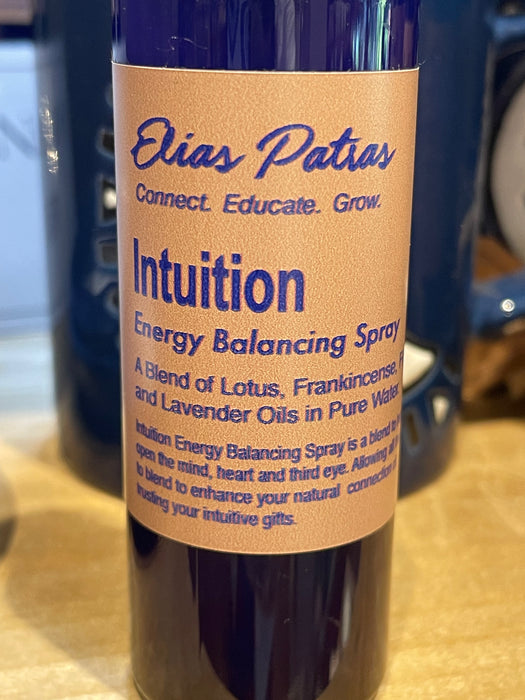 Elias Patras
Connect. Educate. Grow.
Intuition
Energy Balancing Spray
A Blend of Lotus, Frankincense,
and Lavender Oils in Pure Water
Intuition Energy Balancing Spray is a blend to
open the mind, heart and third eye. Allowing
to blend to enhance your natural connection
trusting your intuitive gifts.